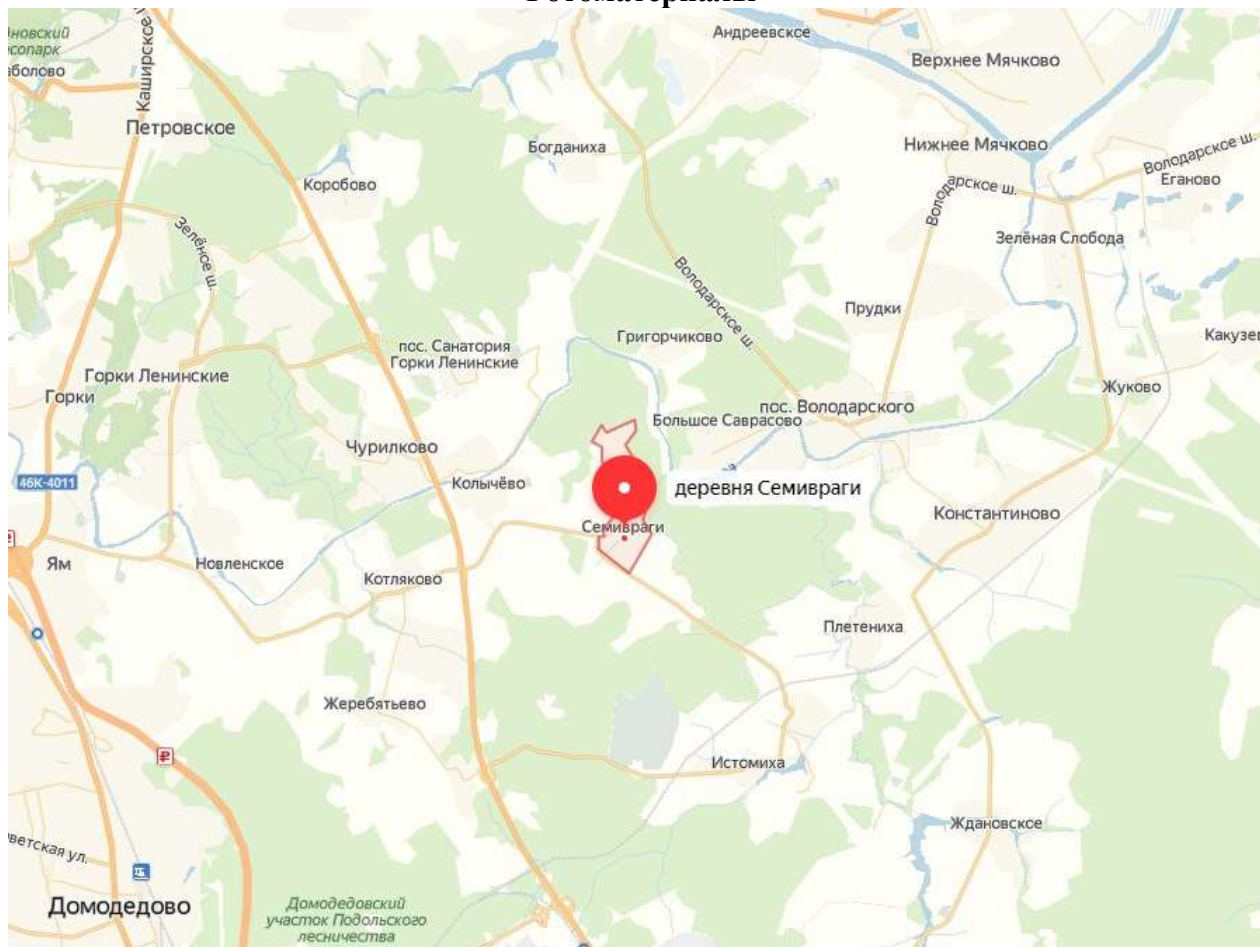 Фотоматериалы
Андреевское
Верхнее Мячково
Каширское
Петровское
Богданиха
Нижнее Мячково
Володарское ш.
Еганово
Коробово
Володарское ш.
Зелёное ш.
Зелёная Слобода
Володарское ш.
Прудки
Григорчиково
пос. Санатория
Горки Ленинские
Горки Ленинские
Горки
Жуково
пос. Володарского
Большое Саврасово
Чурилково
46К-4011
Колычёво
деревня Семивраги
Константиново
Семивраги
Ям
Новленское
Котляково
Плетениха
Жеребятьево
₽
Истомиха
Ждановское
Домодедово
Домодедовский
участок Подольского
лесничества